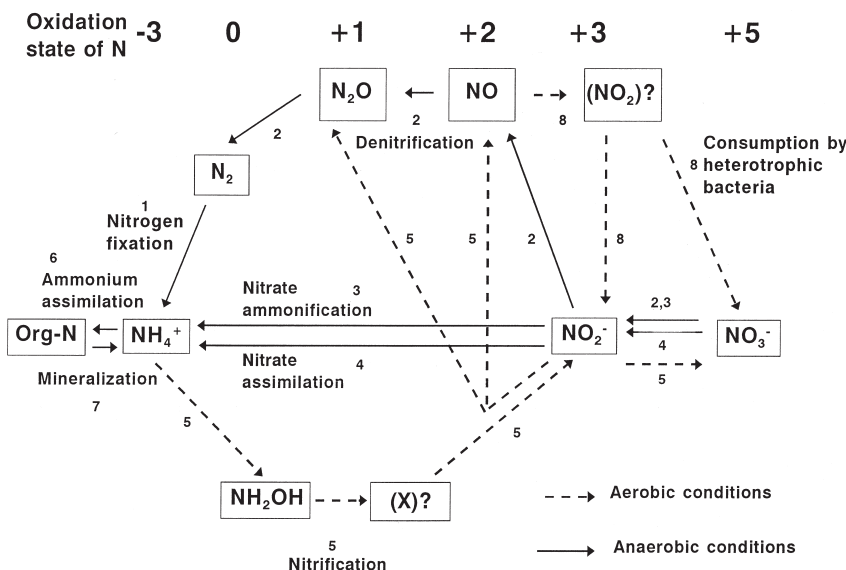 Oxidation
state of N
-3 0 +1 +2 +3 +5
N₂O
NO
(NO₂)?
2
8
2
Denitrification
Consumption by
8 heterotrophic
bacteria
N₂
1
Nitrogen
fixation
5
5
2
8
6
Ammonium
assimilation
Nitrate 3
ammonification
2,3
Org-N
NH₄⁺
NO₂⁻
NO₃⁻
4
Nitrate 4
assimilation
5
Mineralization
7
5
5
NH₂OH
(X)?
Aerobic conditions
5
Nitrification
Anaerobic conditions